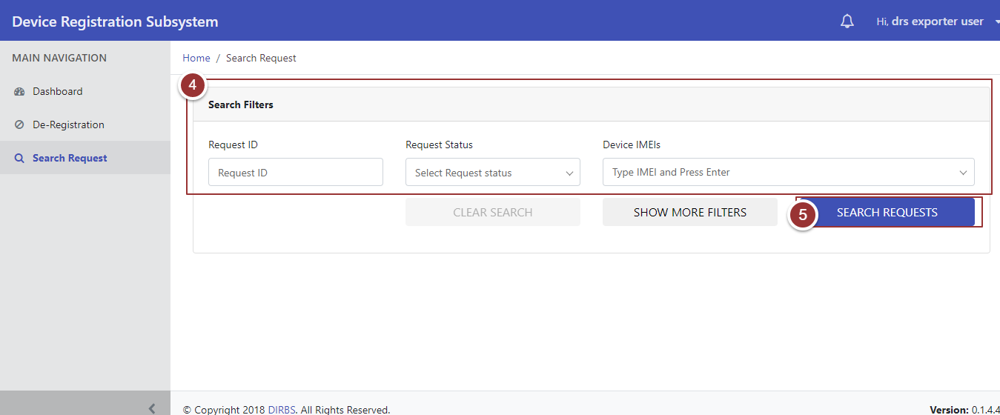 Device Registration Subsystem
Hi, drs exporter user
MAIN NAVIGATION
Dashboard
De-Registration
Search Request
Home / Search Request
4
Search Filters
Request ID Request Status Device IMEIs
Request ID Select Request status Type IMEI and Press Enter
CLEAR SEARCH SHOW MORE FILTERS 5 SEARCH REQUESTS
© Copyright 2018 DIRBS. All Rights Reserved. Version: 0.1.4.4